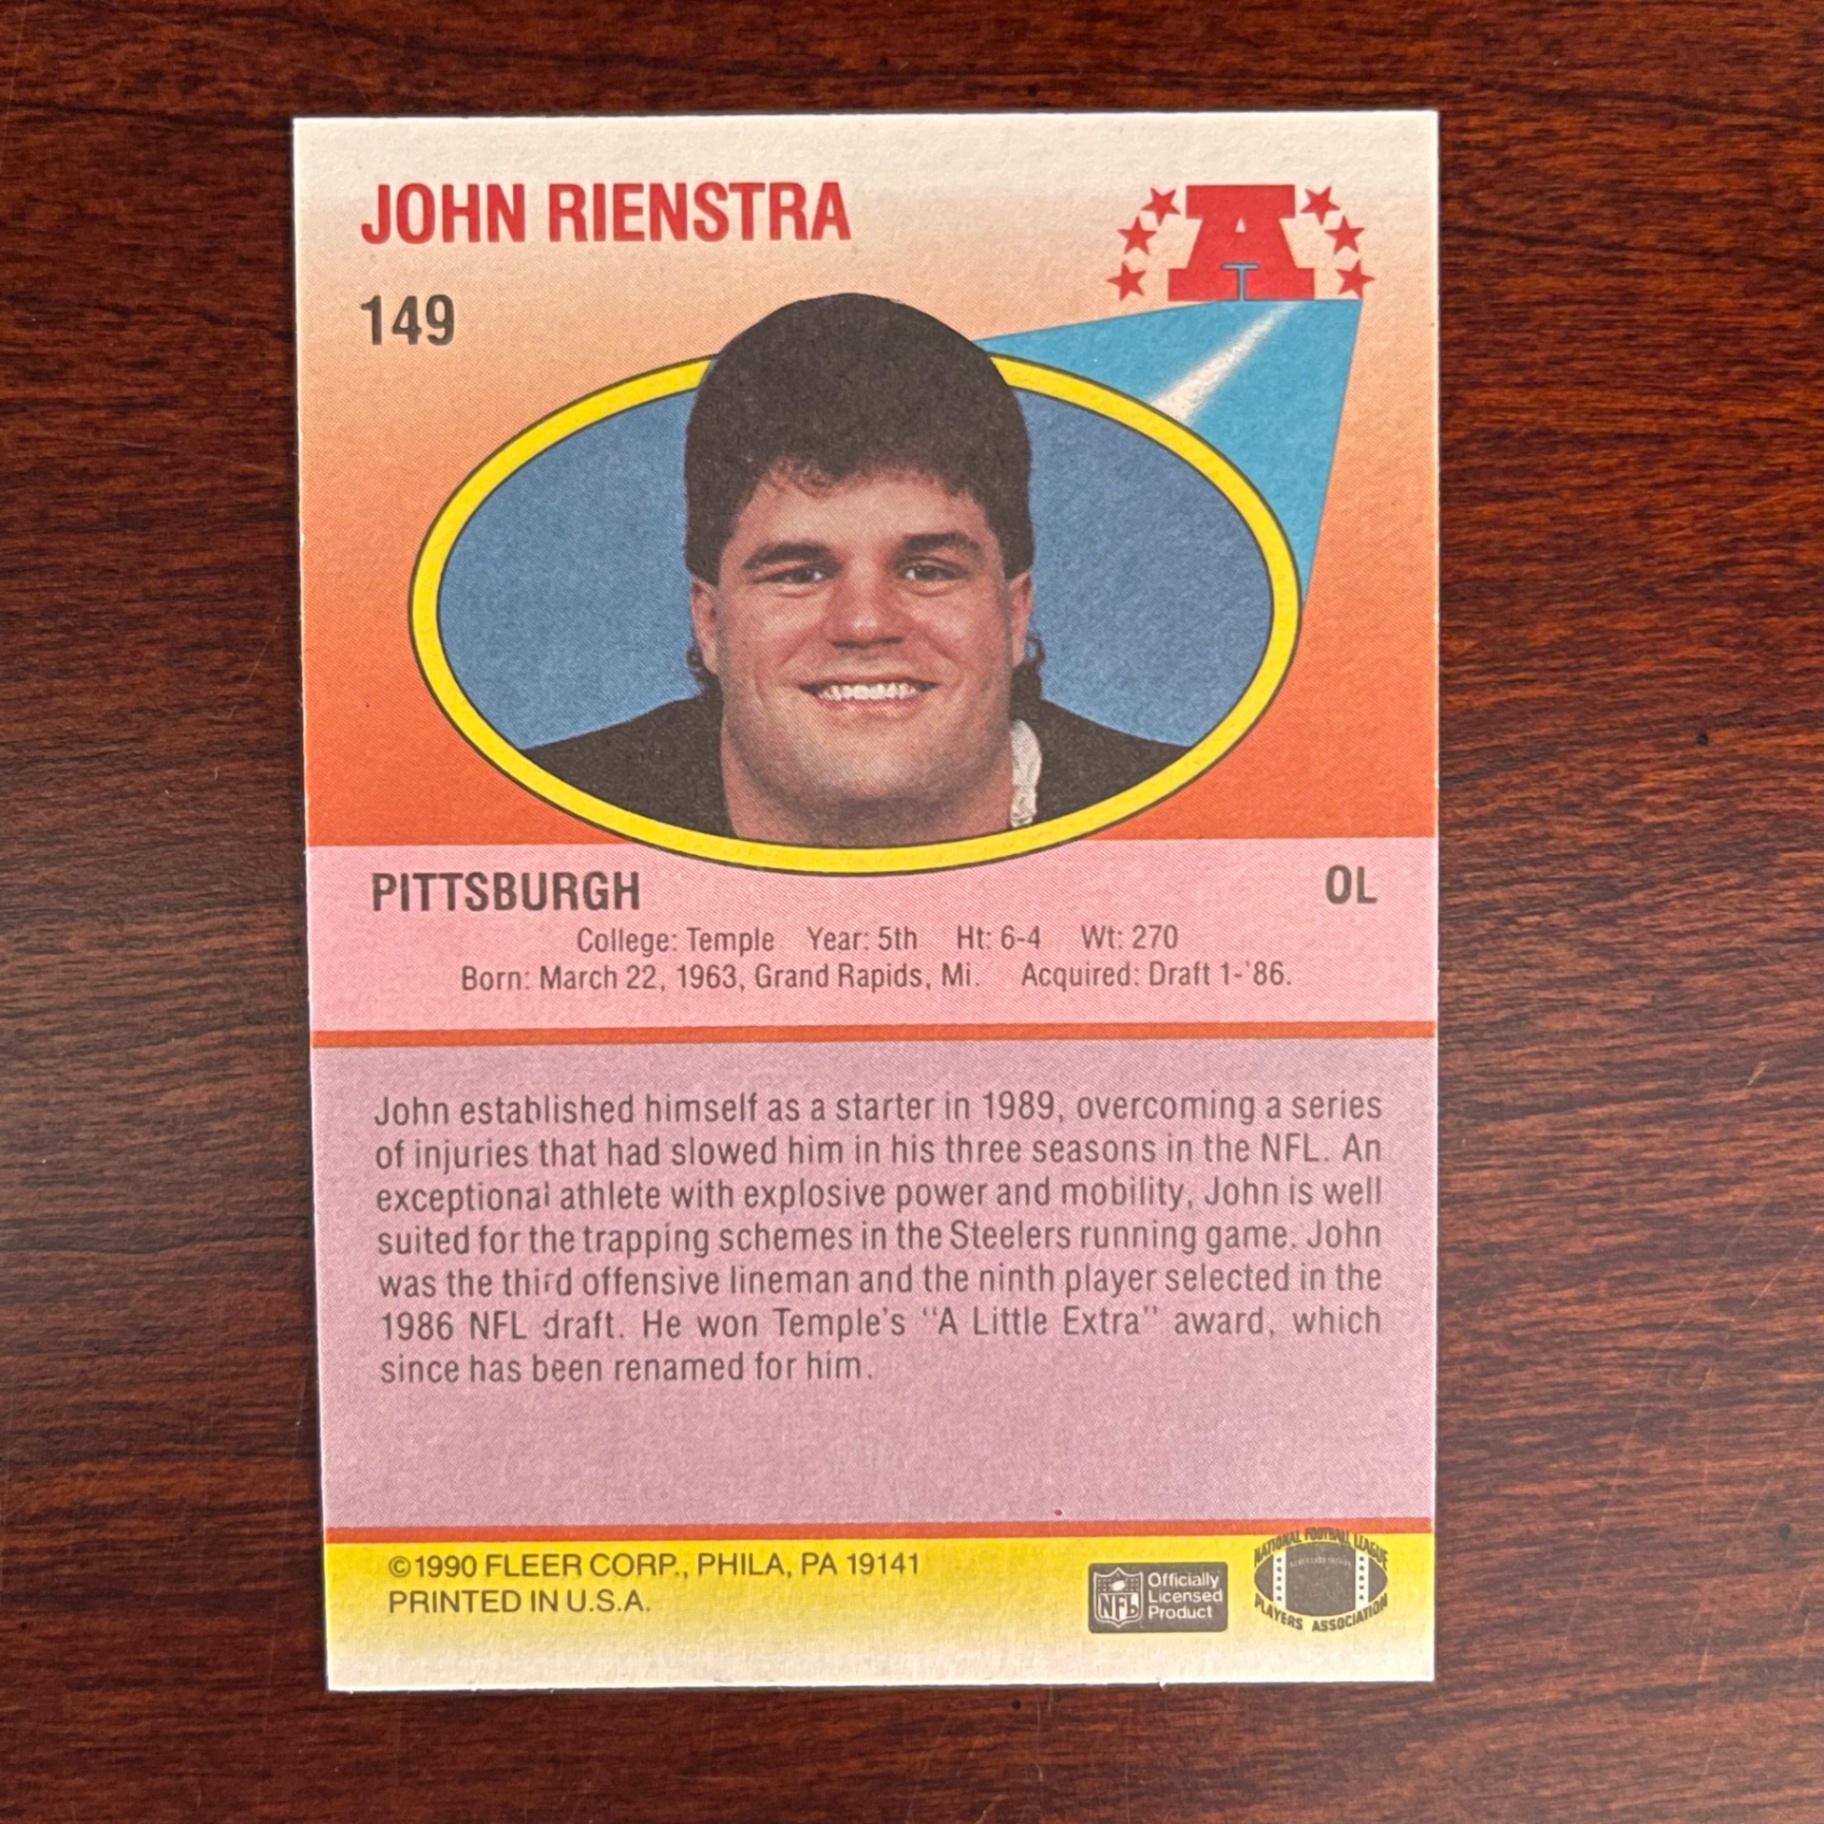 JOHN RIENSTRA
A
149
PITTSBURGH OL
College: Temple Year: 5th Ht: 6-4 Wt: 270
Born: March 22, 1963, Grand Rapids, Mi. Acquired: Draft 1-'86.
John established himself as a starter in 1989, overcoming a series
of injuries that had slowed him in his three seasons in the NFL. An
exceptional athlete with explosive power and mobility, John is well
suited for the trapping schemes in the Steelers running game. John
was the third offensive lineman and the ninth player selected in the
1986 NFL draft. He won Temple's "A Little Extra" award, which
since has been renamed for him.
©1990 FLEER CORP., PHILA, PA 19141
PRINTED IN U.S.A.
NFL
Officially
Licensed
Product
NATIONAL FOOTBALL LEAGUE
PLAYERS ASSOCIATION